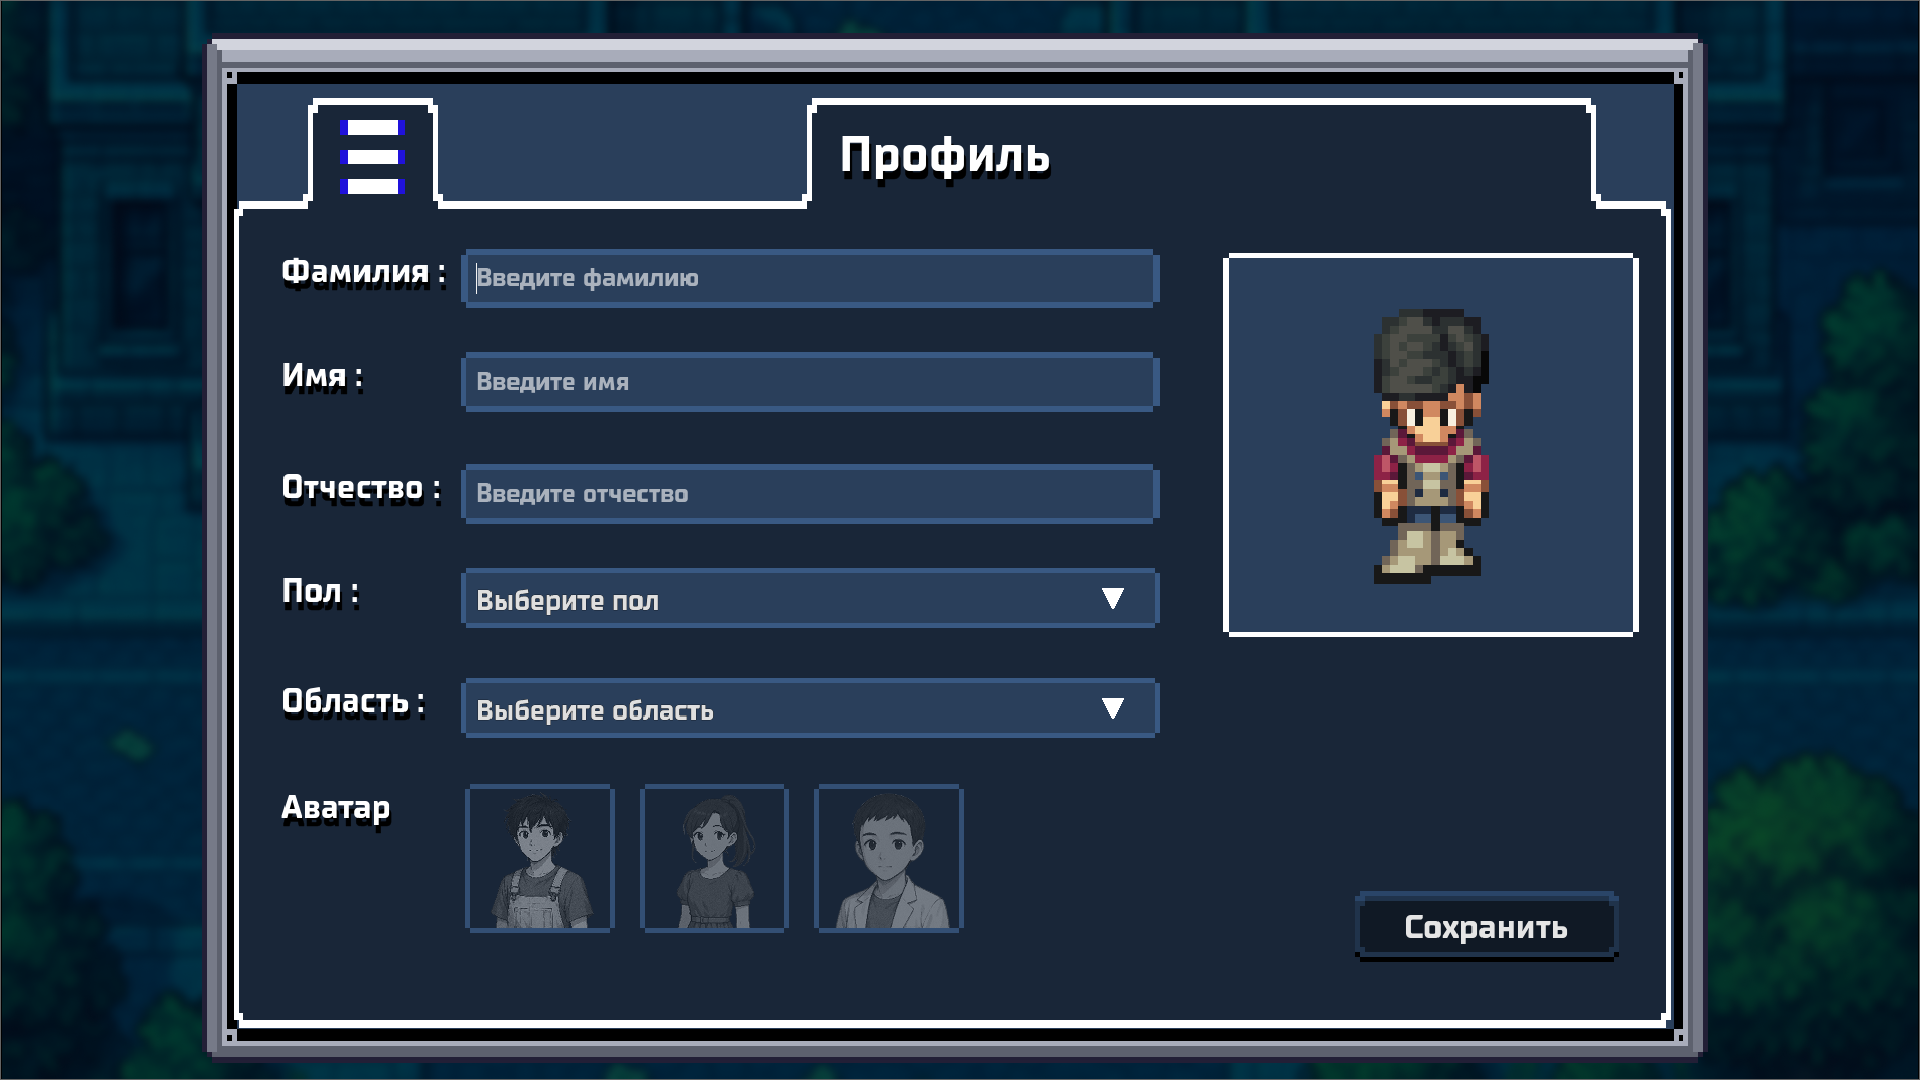 Профиль
Фамилия :
Введите фамилию
Имя :
Введите имя
Отчество :
Введите отчество
Пол :
Выберите пол
Область :
Выберите область
Аватар
Сохранить